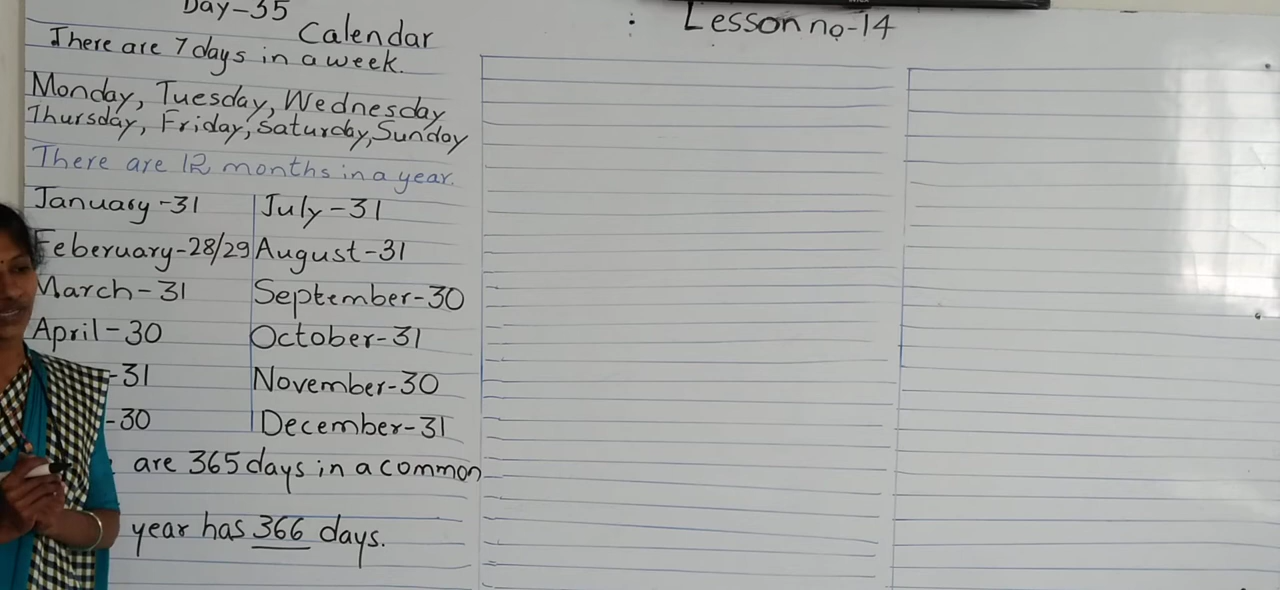 Day-35
Calendar
: Lesson no-14
There are 7 days in a week.
Monday, Tuesday, Wednesday
Thursday, Friday, Saturday, Sunday
There are 12 months in a year.
January-31
Feberuary-28/29
March-31
April-30
-31
-30
July-31
August-31
September-30
October-31
November-30
December-31
are 365 days in a common
year has 366 days.